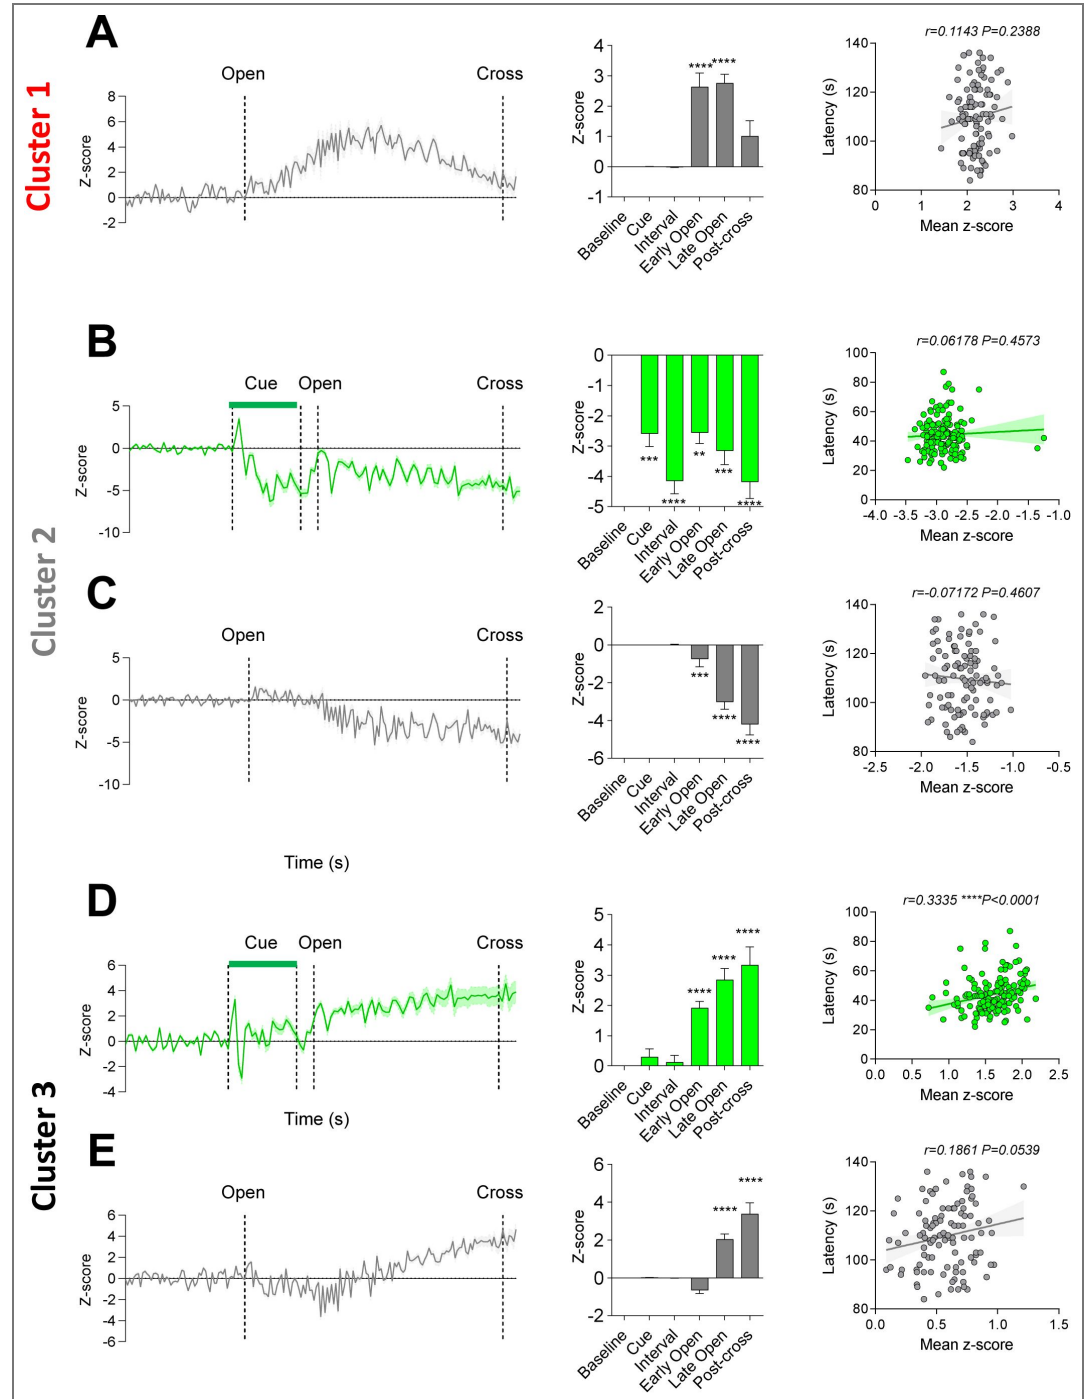 Cluster 1
A
Open
Cross
Z-score
8
6
4
2
0
-2
Z-score
4
3
2
1
0
-1
**** ****
Baseline
Cue
Interval
Early Open
Late Open
Post-cross
r=0.1143 P=0.2388
Latency (s)
140
120
100
80
0 1 2 3 4
Mean z-score
Cluster 2
B
Cue Open Cross
Z-score
5
0
-5
-10
Z-score
0
-1
-2
-3
-4
-5
*** **** ** *** ****
Baseline
Cue
Interval
Early Open
Late Open
Post-cross
r=0.06178 P=0.4573
Latency (s)
100
80
60
40
20
0
-4.0 -3.5 -3.0 -2.5 -2.0 -1.5 -1.0
Mean z-score
C
Open
Cross
Z-score
5
0
-5
-10
Time (s)
Z-score
2
0
-2
-4
-6
*** **** ****
Baseline
Cue
Interval
Early Open
Late Open
Post-cross
r=-0.07172 P=0.4607
Latency (s)
140
120
100
80
-2.5 -2.0 -1.5 -1.0 -0.5
Mean z-score
Cluster 3
D
Cue Open Cross
Z-score
6
4
2
0
-2
-4
Time (s)
Z-score
5
4
3
2
1
0
**** **** ****
Baseline
Cue
Interval
Early Open
Late Open
Post-cross
r=0.3335 ****P<0.0001
Latency (s)
100
80
60
40
20
0
0.0 0.5 1.0 1.5 2.0 2.5
Mean z-score
E
Open
Cross
Z-score
6
4
2
0
-2
-4
-6
Z-score
6
4
2
0
-2
**** ****
Baseline
Cue
Interval
Early Open
Late Open
Post-cross
r=0.1861 P=0.0539
Latency (s)
140
120
100
80
0.0 0.5 1.0 1.5
Mean z-score